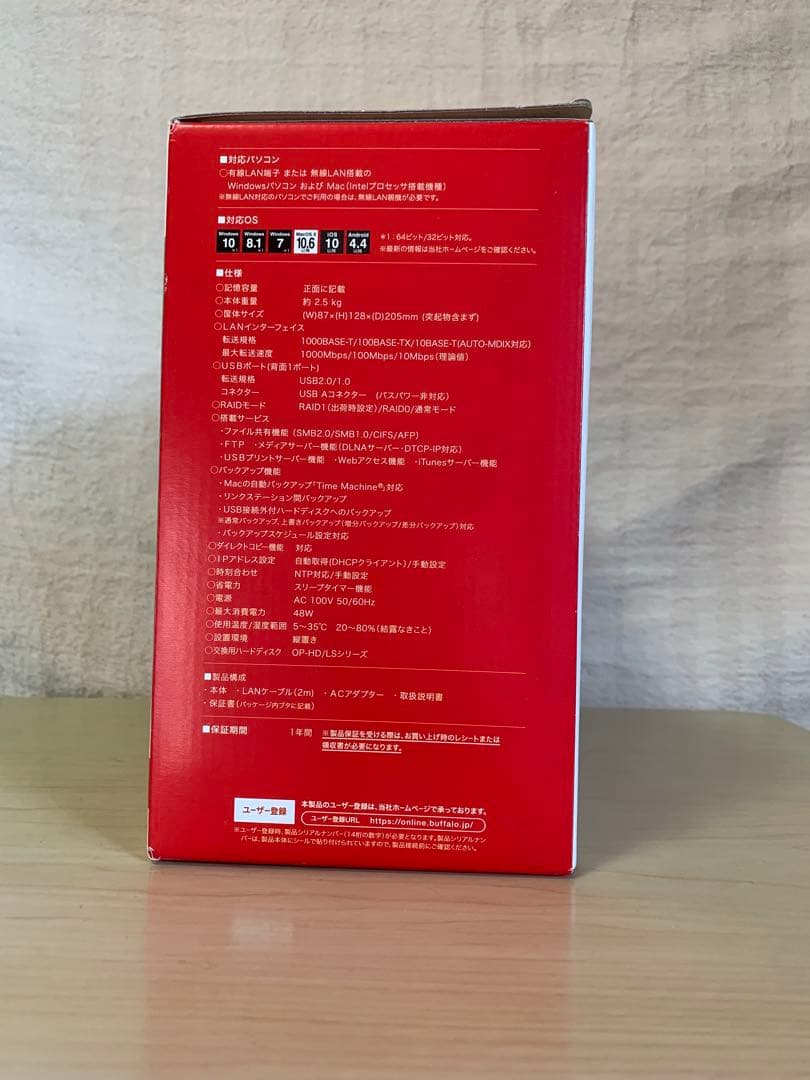 ■対応パソコン
○有線LAN端子 または 無線LAN搭載の
Windowsパソコン および Mac(Intelプロセッサ搭載機種)
※無線LAN対応のパソコンでご利用の場合は、無線LAN親機が必要です。
■対応OS
Windows 10 *1 Windows 8.1 *1 Windows 7 *1 MacOS X 10.6 以降 iOS 10 以降 Android 4.4 以降 *1:64ビット/32ビット対応。
※最新の情報は当社ホームページをご確認ください。
■仕様
○記憶容量 正面に記載
○本体重量 約 2.5 kg
○筐体サイズ (W)87×(H)128×(D)205mm (突起物含まず)
○LANインターフェイス
転送規格 1000BASE-T/100BASE-TX/10BASE-T(AUTO-MDIX対応)
最大転送速度 1000Mbps/100Mbps/10Mbps(理論値)
○USBポート(背面1ポート)
転送規格 USB2.0/1.0
コネクター USB Aコネクター (バスパワー非対応)
○RAIDモード RAID1(出荷時設定)/RAID0/通常モード
○搭載サービス
・ファイル共有機能 (SMB2.0/SMB1.0/CIFS/AFP)
・FTP ・メディアサーバー機能(DLNAサーバー・DTCP-IP対応)
・USBプリントサーバー機能 ・Webアクセス機能 ・iTunesサーバー機能
○バックアップ機能
・Macの自動バックアップ「Time Machine®」対応
・リンクステーション間バックアップ
・USB接続外付ハードディスクへのバックアップ
※通常バックアップ、上書きバックアップ(増分バックアップ/差分バックアップ)対応
・バックアップスケジュール設定対応
○ダイレクトコピー機能 対応
○IPアドレス設定 自動取得(DHCPクライアント)/手動設定
○時刻合わせ NTP対応/手動設定
○省電力 スリープタイマー機能
○電源 AC 100V 50/60Hz
○最大消費電力 48W
○使用温度/湿度範囲 5〜35℃ 20〜80%(結露なきこと)
○設置環境 縦置き
○交換用ハードディスク OP-HD/LSシリーズ
■製品構成
・本体 ・LANケーブル(2m) ・ACアダプター ・取扱説明書
・保証書(パッケージ内ブタに記載)
■保証期間 1年間 ※製品保証を受ける際は、お買い上げ時のレシートまたは
領収書が必要になります。
ユーザー登録 本製品のユーザー登録は、当社ホームページで承っております。
ユーザー登録URL https://online.buffalo.jp/
※ユーザー登録時、製品シリアルナンバー(14桁の数字)が必要となります。製品シリアルナン
バーは、製品本体にシールで貼り付けられていますので、製品接続前にご確認ください。